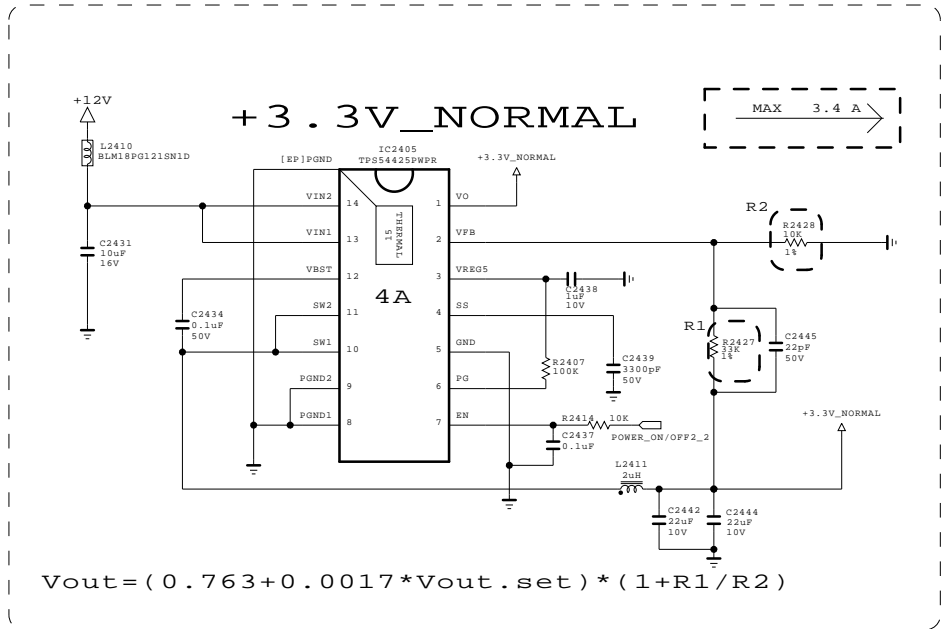 +12V
L2410
BLM18PG121SN1D
C2431
10uF
16V
+3.3V_NORMAL
MAX 3.4 A
IC2405
TPS54425PWPR
[EP]PGND
+3.3V_NORMAL
VIN2
14
VIN1
13
VBST
12
SW2
11
SW1
10
PGND2
9
PGND1
8
THERMAL
15
4A
1
VO
2
VFB
3
VREG5
4
SS
5
GND
6
PG
7
EN
C2434
0.1uF
50V
C2438
1uF
10V
R2407
100K
C2439
3300pF
50V
R2414 10K
C2437
0.1uF
POWER_ON/OFF2_2
R2
R2428
10K
1%
R1
R2427
33K
1%
C2445
22pF
50V
+3.3V_NORMAL
L2411
2uH
C2442
22uF
10V
C2444
22uF
10V
Vout=(0.763+0.0017*Vout.set)*(1+R1/R2)